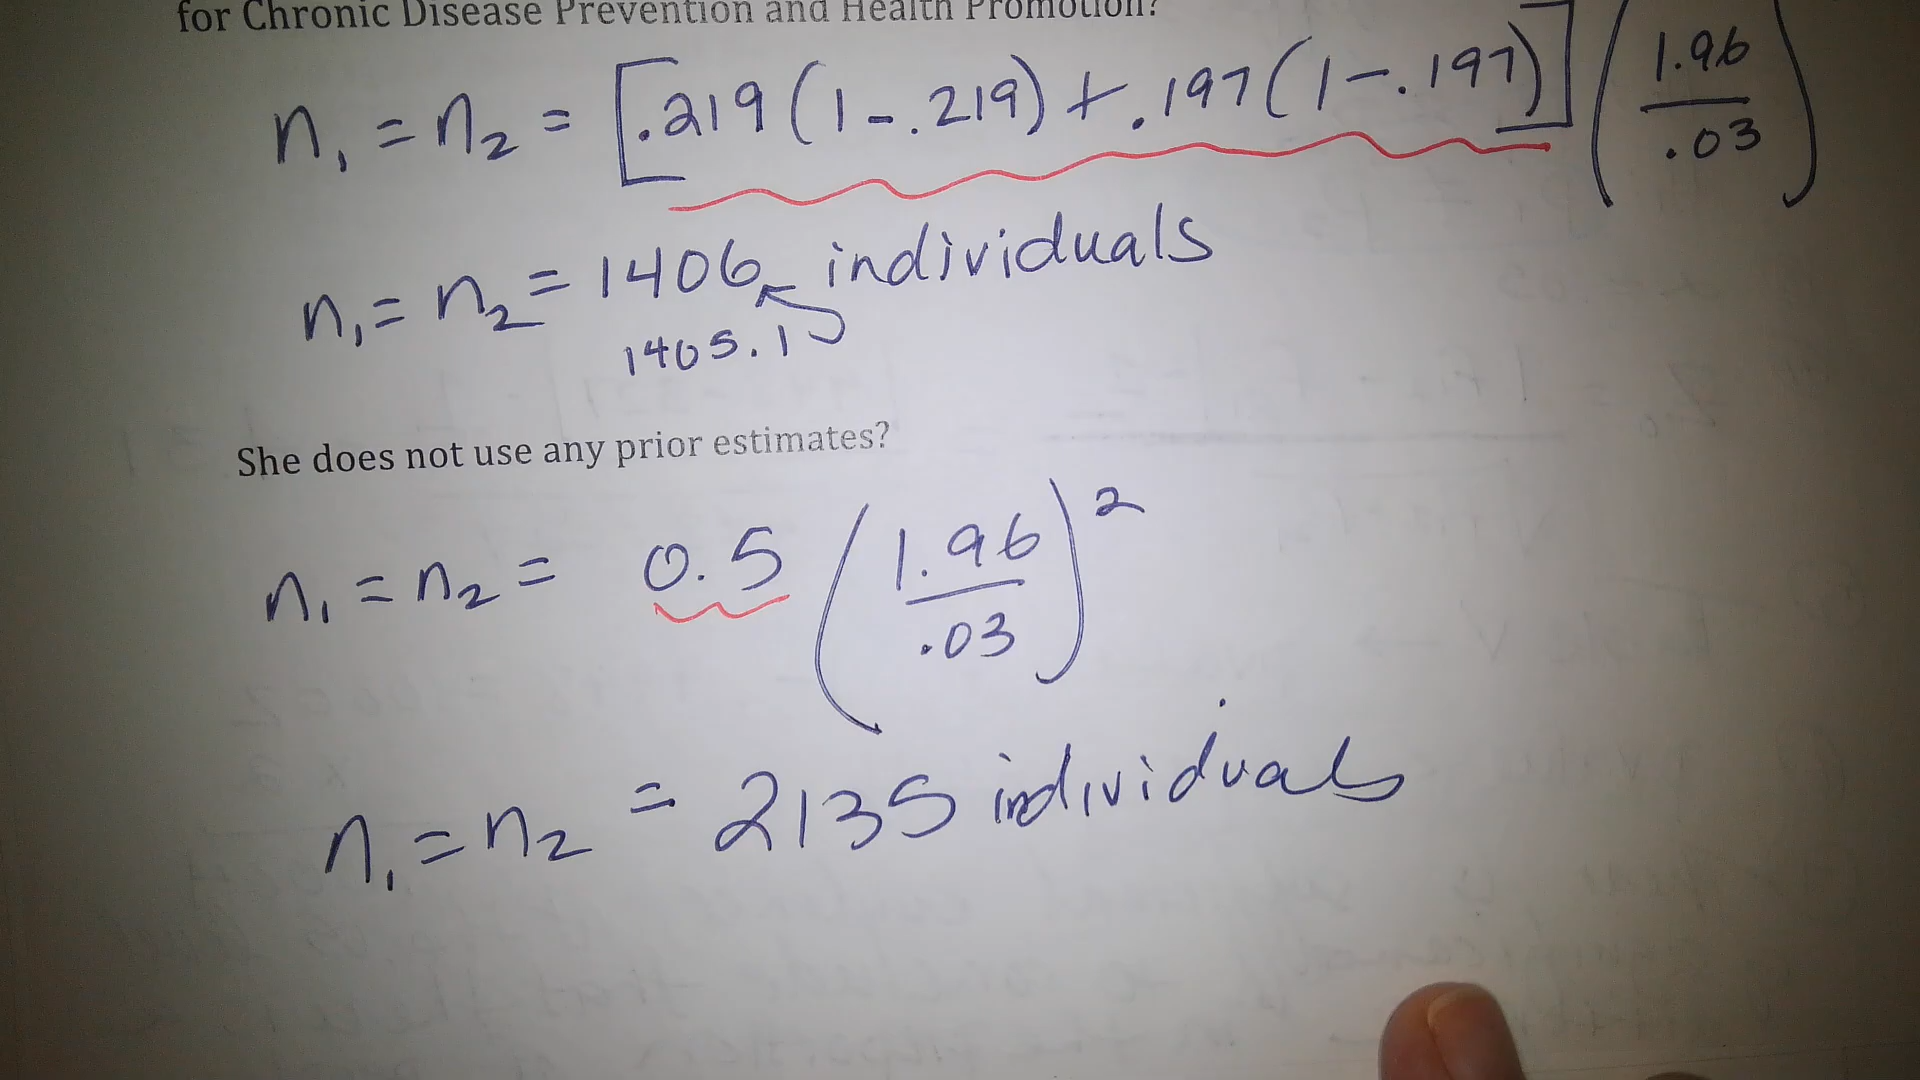 for Chronic Disease Prevention and Health Promotion?
n₁ = n₂ = [.219(1-.219)+.197(1-.197)](1.96/.03)
n₁ = n₂ = 1406 individuals
1405.1
She does not use any prior estimates?
n₁ = n₂ = 0.5(1.96/.03)²
n₁ = n₂ = 2135 individuals